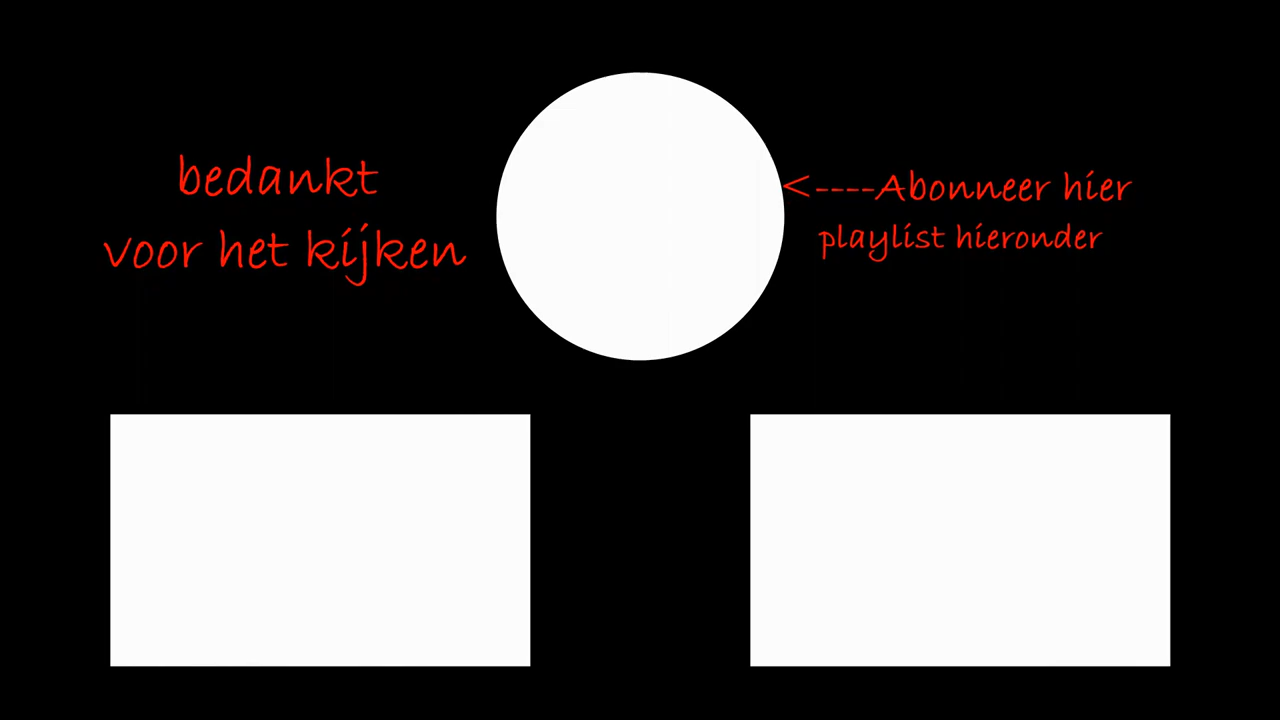 bedankt
voor het kijken
<----Abonneer hier
playlist hieronder